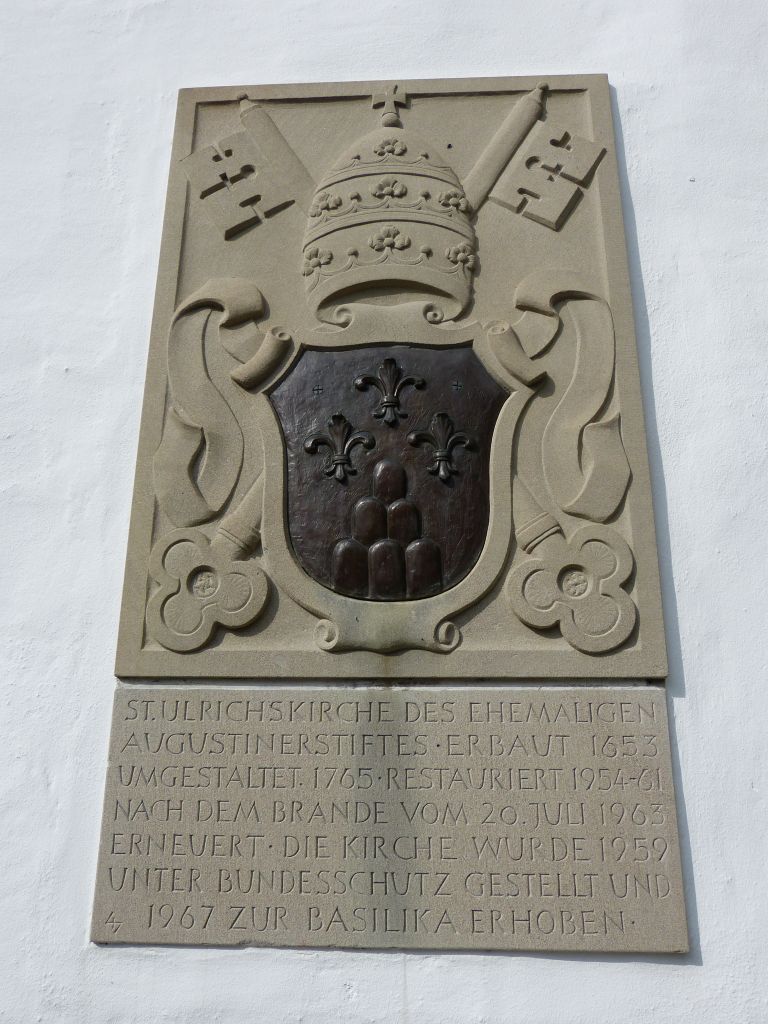 ST. ULRICHSKIRCHE DES EHEMALIGEN
AUGUSTINERSTIFTES · ERBAUT 1653
UMGESTALTET · 1765 · RESTAURIERT 1954-61
NACH DEM BRANDE VOM 20. JULI 1963
ERNEUERT · DIE KIRCHE WURDE 1959
UNTER BUNDESSCHUTZ GESTELLT UND
1967 ZUR BASILIKA ERHOBEN ·